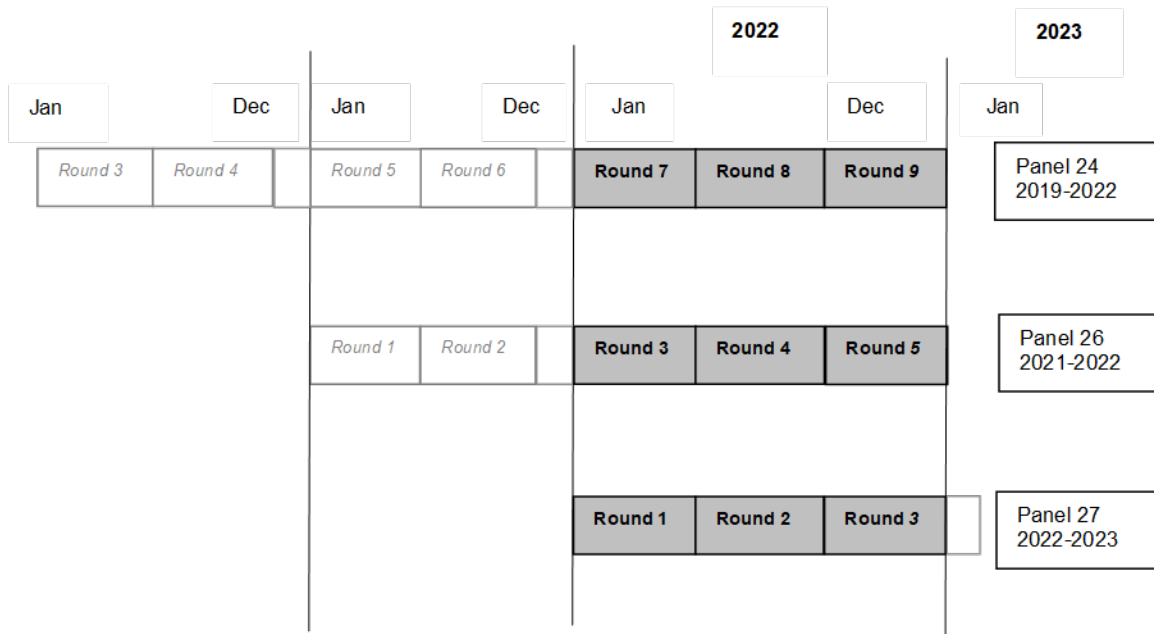 2022
2023
Jan
Dec
Jan
Dec
Jan
Dec
Jan
Round 3
Round 4
Round 5
Round 6
Round 7
Round 8
Round 9
Panel 24
2019-2022
Round 1
Round 2
Round 3
Round 4
Round 5
Panel 26
2021-2022
Round 1
Round 2
Round 3
Panel 27
2022-2023